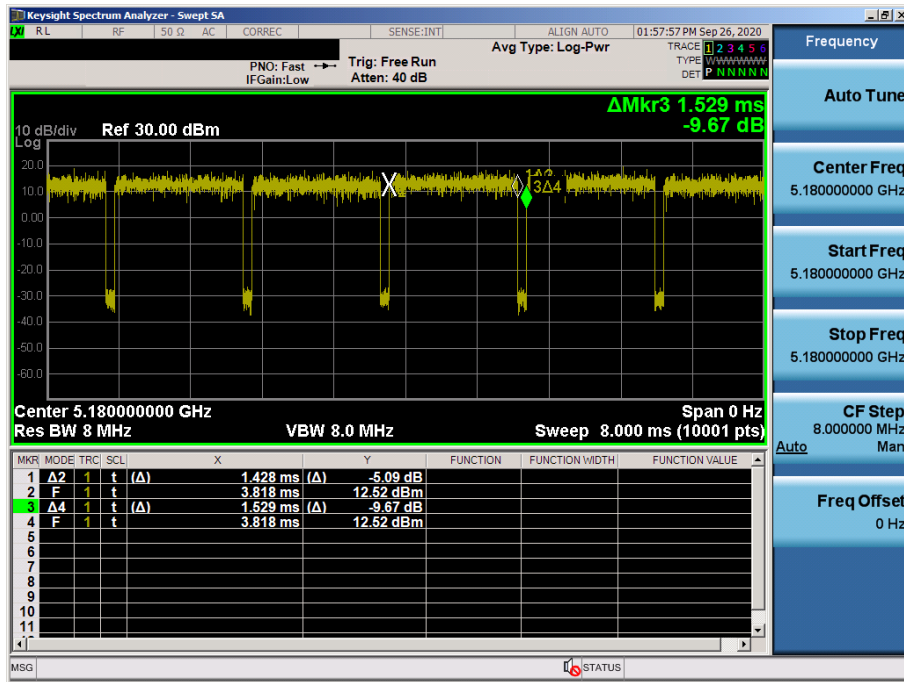 Keysight Spectrum Analyzer - Swept SA
LXI RL RF 50 Ω AC CORREC SENSE:INT ALIGN AUTO 01:57:57 PM Sep 26, 2020
Avg Type: Log-Pwr TRACE 1 2 3 4 5 6
PNO: Fast Trig: Free Run TYPE WWWWWW
IFGain:Low Atten: 40 dB DET P N N N N N
ΔMkr3 1.529 ms
-9.67 dB
10 dB/div Ref 30.00 dBm
Log
20.0
10.0
3Δ4
0.00
-10.0
-20.0
-30.0
-40.0
-50.0
-60.0
Center 5.180000000 GHz Span 0 Hz
Res BW 8 MHz VBW 8.0 MHz Sweep 8.000 ms (10001 pts)
MKR MODE TRC SCL X Y FUNCTION FUNCTION WIDTH FUNCTION VALUE
1 Δ2 1 t (Δ) 1.428 ms (Δ) -5.09 dB
2 F 1 t 3.818 ms 12.52 dBm
3 Δ4 1 t (Δ) 1.529 ms (Δ) -9.67 dB
4 F 1 t 3.818 ms 12.52 dBm
5
6
7
8
9
10
11
MSG STATUS
Frequency
Auto Tune
Center Freq
5.180000000 GHz
Start Freq
5.180000000 GHz
Stop Freq
5.180000000 GHz
CF Step
8.000000 MHz
Auto Man
Freq Offset
0 Hz